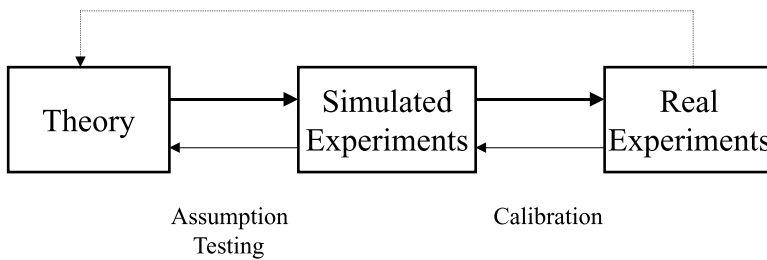 Theory
Simulated
Experiments
Real
Experiments
Assumption
Testing
Calibration